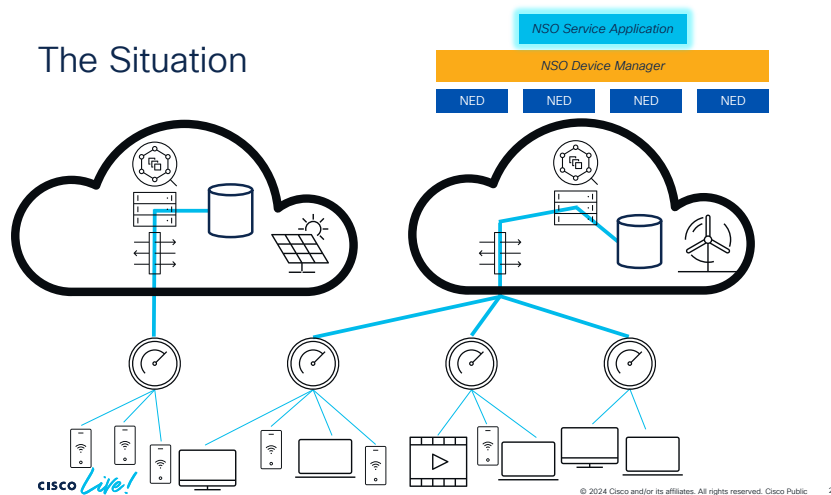 The Situation
NSO Service Application
NSO Device Manager
NED NED NED NED
CISCO Live!
© 2024 Cisco and/or its affiliates. All rights reserved. Cisco Public